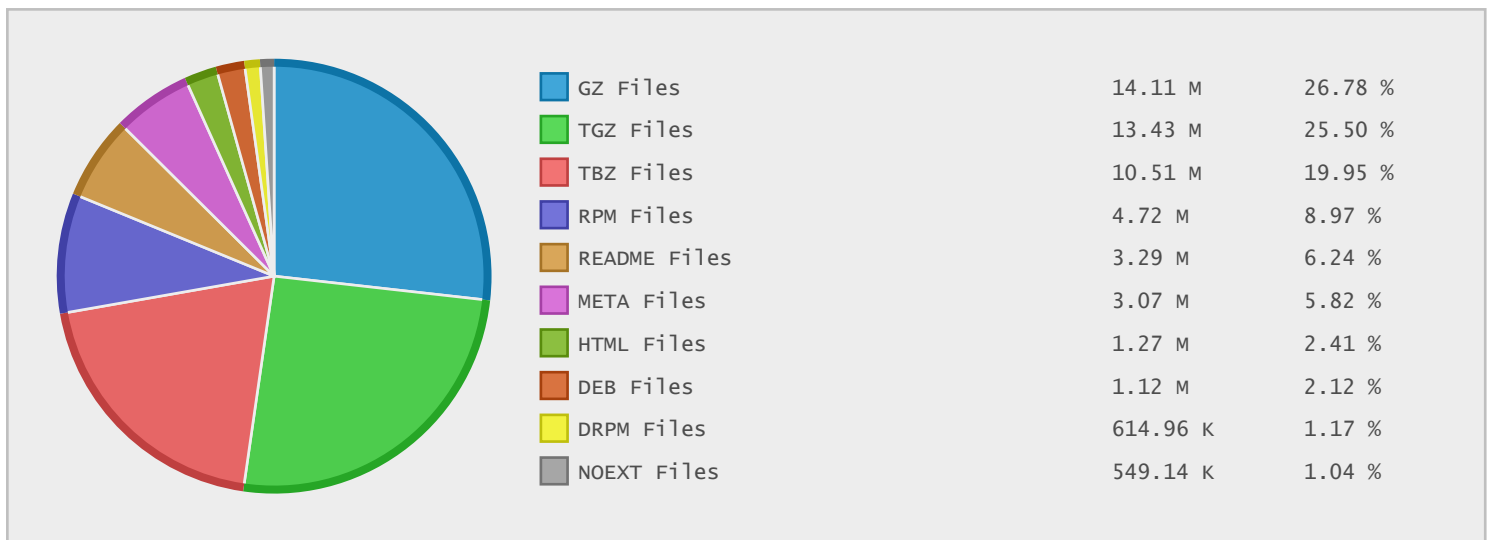 GZ Files 14.11 M 26.78 %
TGZ Files 13.43 M 25.50 %
TBZ Files 10.51 M 19.95 %
RPM Files 4.72 M 8.97 %
README Files 3.29 M 6.24 %
META Files 3.07 M 5.82 %
HTML Files 1.27 M 2.41 %
DEB Files 1.12 M 2.12 %
DRPM Files 614.96 K 1.17 %
NOEXT Files 549.14 K 1.04 %